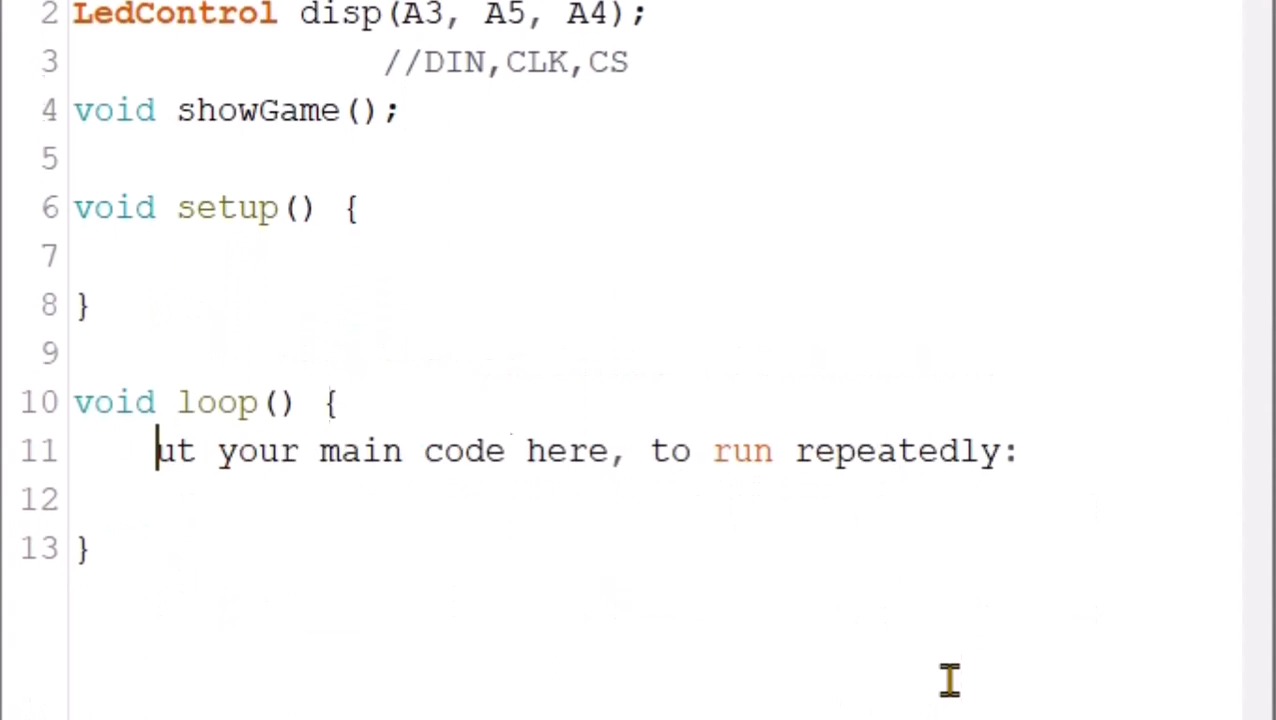 2 LedControl disp(A3, A5, A4);
3 //DIN,CLK,CS
4 void showGame();
5
6 void setup() {
7
8 }
9
10 void loop() {
11 ut your main code here, to run repeatedly:
12
13 }